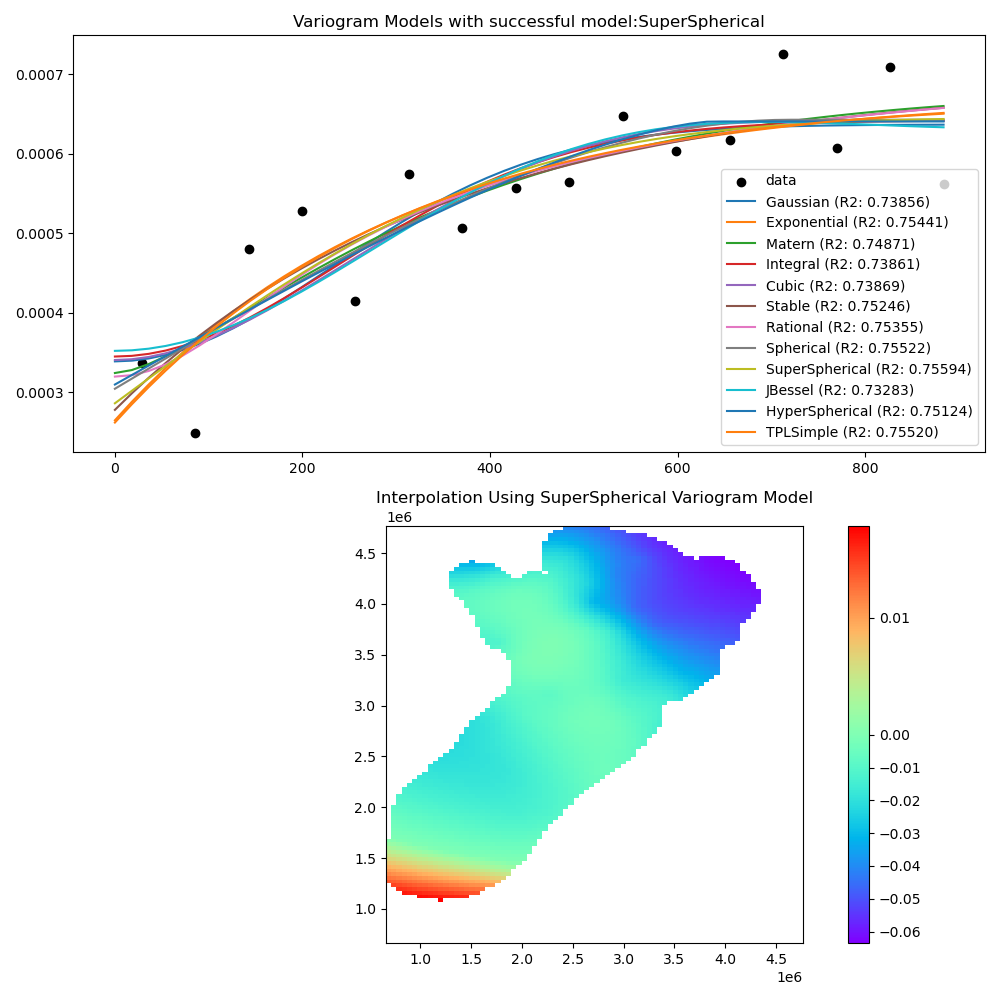 Variogram Models with successful model:SuperSpherical
0.0007
0.0006
0.0005
0.0004
0.0003
0
200
400
600
800
data
Gaussian (R2: 0.73856)
Exponential (R2: 0.75441)
Matern (R2: 0.74871)
Integral (R2: 0.73861)
Cubic (R2: 0.73869)
Stable (R2: 0.75246)
Rational (R2: 0.75355)
Spherical (R2: 0.75522)
SuperSpherical (R2: 0.75594)
JBessel (R2: 0.73283)
HyperSpherical (R2: 0.75124)
TPLSimple (R2: 0.75520)
Interpolation Using SuperSpherical Variogram Model
1e6
4.5
4.0
3.5
3.0
2.5
2.0
1.5
1.0
1.0
1.5
2.0
2.5
3.0
3.5
4.0
4.5
1e6
0.01
0.00
−0.01
−0.02
−0.03
−0.04
−0.05
−0.06